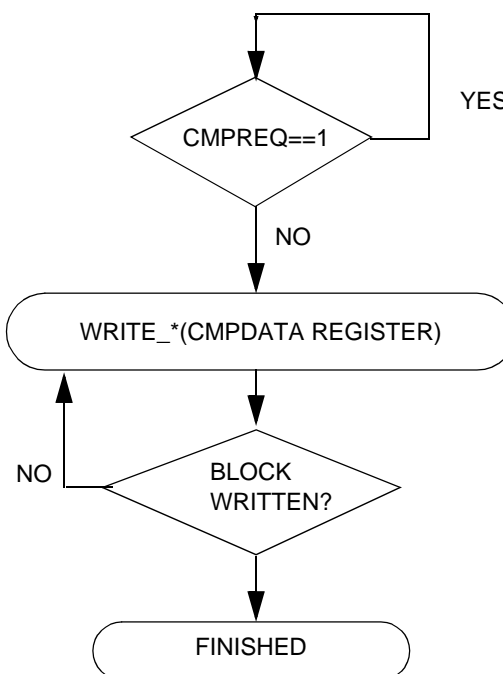 YES
CMPREQ==1
NO
WRITE_*(CMPDATA REGISTER)
NO
BLOCK
WRITTEN?
FINISHED